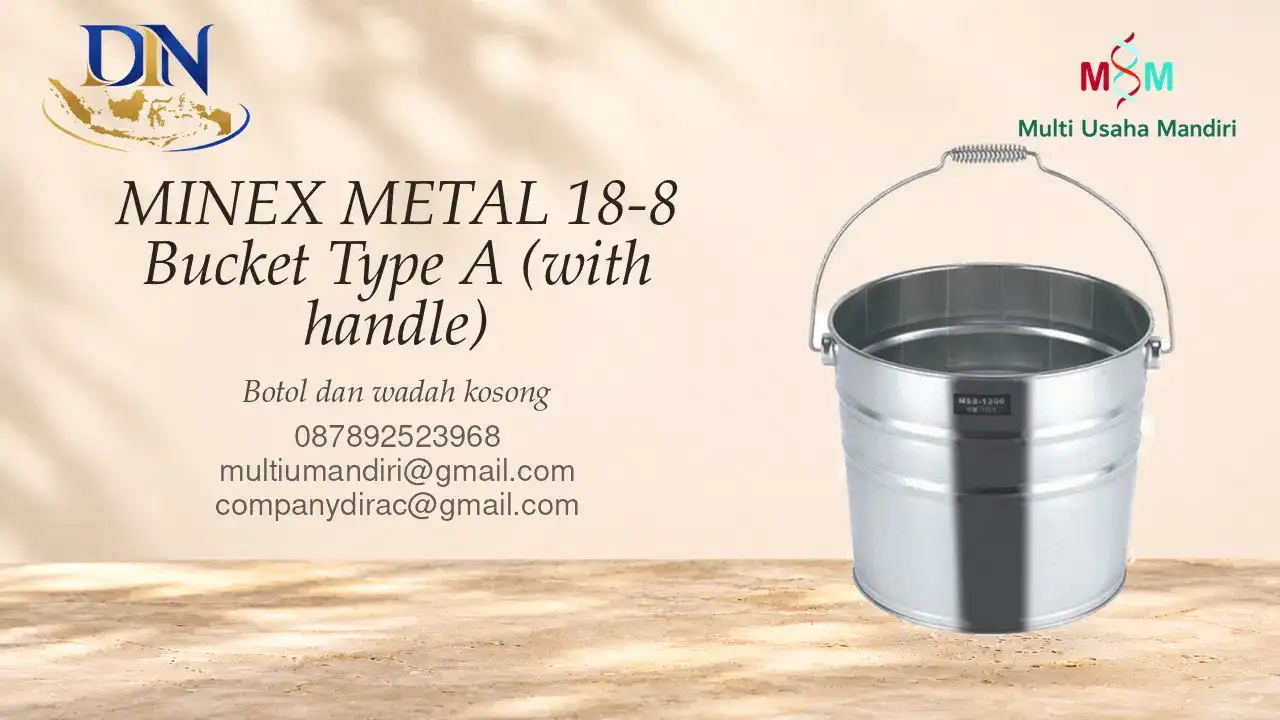 DN
MSM
Multi Usaha Mandiri
MINEX METAL 18-8
Bucket Type A (with
handle)
Botol dan wadah kosong
087892523968
multiumandiri@gmail.com
companydirac@gmail.com